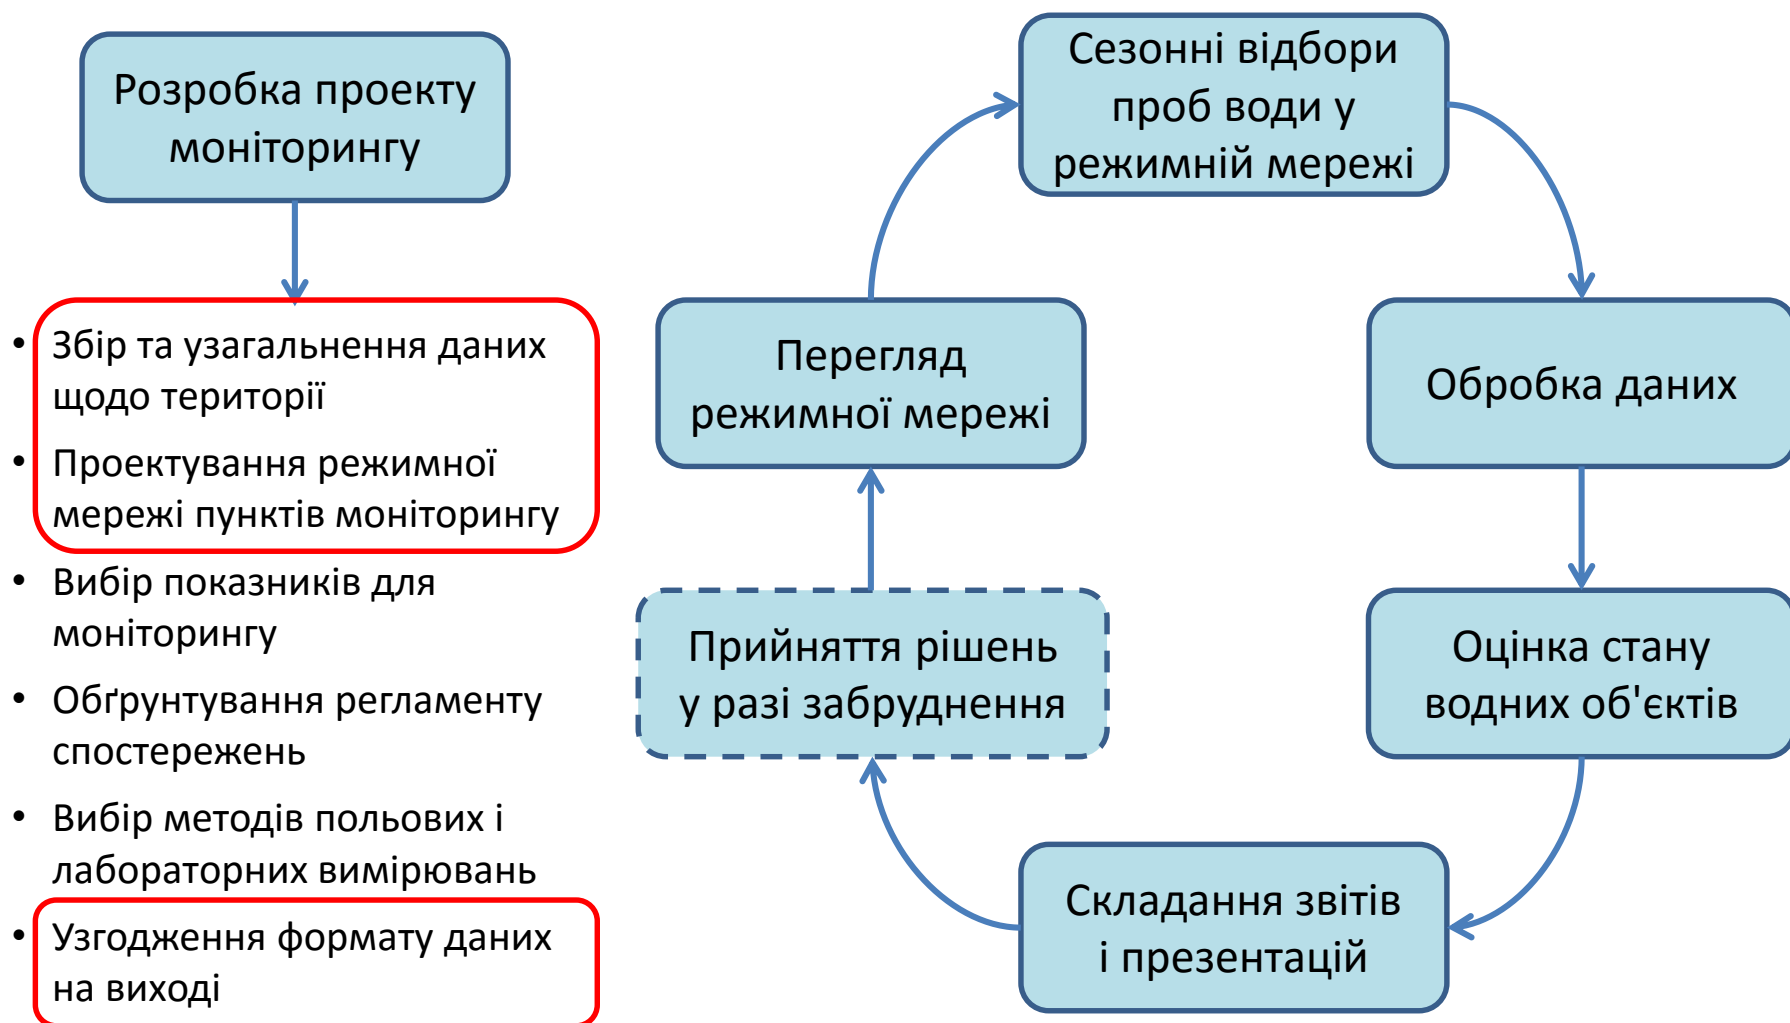 Розробка проекту
моніторингу
• Збір та узагальнення даних
щодо території
• Проектування режимної
мережі пунктів моніторингу
• Вибір показників для
моніторингу
• Обґрунтування регламенту
спостережень
• Вибір методів польових і
лабораторних вимірювань
• Узгодження формату даних
на виході
Сезонні відбори
проб води у
режимній мережі
Обробка даних
Оцінка стану
водних об'єктів
Складання звітів
і презентацій
Прийняття рішень
у разі забруднення
Перегляд
режимної мережі